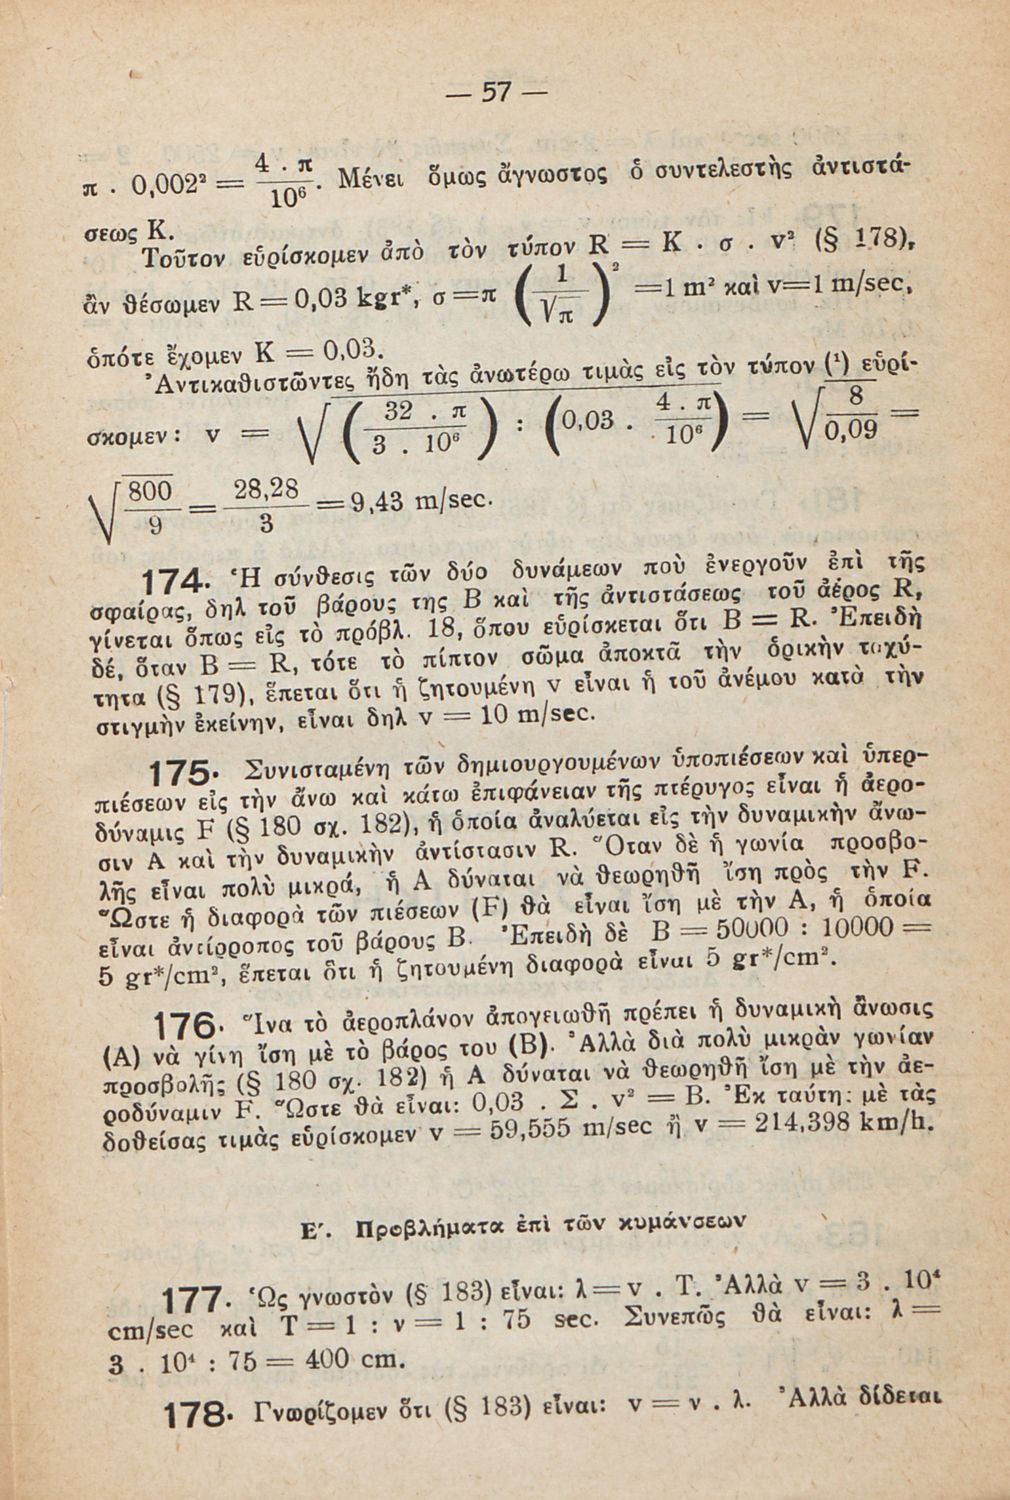 — 57 —
π . 0,002² = 4 . π / 10⁶ . Μένει ὅμως ἄγνωστος ὁ συντελεστὴς ἀντιστά-
σεως Κ.
Τοῦτον εὑρίσκομεν ἀπὸ τὸν τύπον R = K . σ . v² (§ 178),
ἂν θέσωμεν R = 0,03 kgr*, σ = π ( 1 / √π )² = 1 m² καὶ v = 1 m/sec,
ὁπότε ἔχομεν Κ = 0,03.
Ἀντικαθιστῶντες ἤδη τὰς ἀνωτέρω τιμὰς εἰς τὸν τύπον (¹) εὑρί-
σκομεν : v = √( 32 . π / 3 . 10⁶ ) : ( 0,03 . 4 . π / 10⁶ ) = √ 8 / 0,09 =
√ 800 / 9 = 28,28 / 3 = 9,43 m/sec.
174. Ἡ σύνθεσις τῶν δύο δυνάμεων ποὺ ἐνεργοῦν ἐπὶ τῆς
σφαίρας, δηλ τοῦ βάρους της Β καὶ τῆς ἀντιστάσεως τοῦ ἀέρος R,
γίνεται ὅπως εἰς τὸ πρόβλ. 18, ὅπου εὑρίσκεται ὅτι Β = R. Ἐπειδὴ
δέ, ὅταν Β = R, τότε τὸ πίπτον σῶμα ἀποκτᾶ τὴν ὁρικὴν ταχύ-
τητα (§ 179), ἕπεται ὅτι ἡ ζητουμένη v εἶναι ἡ τοῦ ἀνέμου κατὰ τὴν
στιγμὴν ἐκείνην, εἶναι δηλ v = 10 m/sec.
175. Συνισταμένη τῶν δημιουργουμένων ὑποπιέσεων καὶ ὑπερ-
πιέσεων εἰς τὴν ἄνω καὶ κάτω ἐπιφάνειαν τῆς πτέρυγος εἶναι ἡ ἀερο-
δύναμις F (§ 180 σχ. 182), ἡ ὁποία ἀναλύεται εἰς τὴν δυναμικὴν ἄνω-
σιν Α καὶ τὴν δυναμικὴν ἀντίστασιν R. Ὅταν δὲ ἡ γωνία προσβο-
λῆς εἶναι πολὺ μικρά, ἡ Α δύναται νὰ θεωρηθῆ ἴση πρὸς τὴν F.
Ὥστε ἡ διαφορὰ τῶν πιέσεων (F) θὰ εἶναι ἴση μὲ τὴν Α, ἡ ὁποία
εἶναι ἀντίρροπος τοῦ βάρους Β. Ἐπειδὴ δὲ Β = 50000 : 10000 =
5 gr*/cm², ἕπεται ὅτι ἡ ζητουμένη διαφορὰ εἶναι 5 gr*/cm².
176. Ἵνα τὸ ἀεροπλάνον ἀπογειωθῆ πρέπει ἡ δυναμικὴ ἄνωσις
(Α) νὰ γίνη ἴση μὲ τὸ βάρος του (Β). Ἀλλὰ διὰ πολὺ μικρὰν γωνίαν
προσβολῆς (§ 180 σχ. 182) ἡ Α δύναται νὰ θεωρηθῆ ἴση μὲ τὴν ἀε-
ροδύναμιν F. Ὥστε θὰ εἶναι: 0,03 . Σ . v² = Β. Ἐκ ταύτη: μὲ τὰς
δοθείσας τιμὰς εὑρίσκομεν v = 59,555 m/sec ἢ v = 214,398 km/h.
Ε΄. Προβλήματα ἐπὶ τῶν κυμάνσεων
177. Ὡς γνωστὸν (§ 183) εἶναι: λ = v . T. Ἀλλὰ v = 3 . 10⁴
cm/sec καὶ Τ = 1 : ν = 1 : 75 sec. Συνεπῶς θὰ εἶναι: λ =
3 . 10⁴ : 75 = 400 cm.
178. Γνωρίζομεν ὅτι (§ 183) εἶναι: v = ν . λ. Ἀλλὰ δίδεται